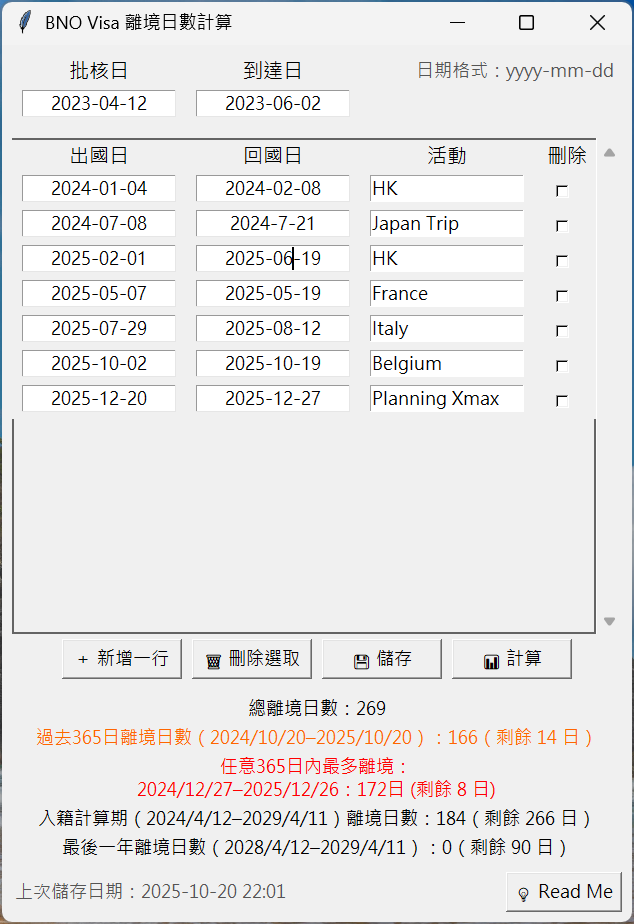 BNO Visa 離境日數計算
批核日 到達日 日期格式：yyyy-mm-dd
2023-04-12 2023-06-02
出國日 回國日 活動 刪除
2024-01-04 2024-02-08 HK
2024-07-08 2024-7-21 Japan Trip
2025-02-01 2025-06-19 HK
2025-05-07 2025-05-19 France
2025-07-29 2025-08-12 Italy
2025-10-02 2025-10-19 Belgium
2025-12-20 2025-12-27 Planning Xmax
+ 新增一行 刪除選取 儲存 計算
總離境日數：269
過去365日離境日數（2024/10/20–2025/10/20）：166（剩餘 14 日）
任意365日內最多離境：
2024/12/27–2025/12/26：172日 (剩餘 8 日)
入籍計算期（2024/4/12–2029/4/11）離境日數：184（剩餘 266 日）
最後一年離境日數（2028/4/12–2029/4/11）：0（剩餘 90 日）
上次儲存日期：2025-10-20 22:01 Read Me